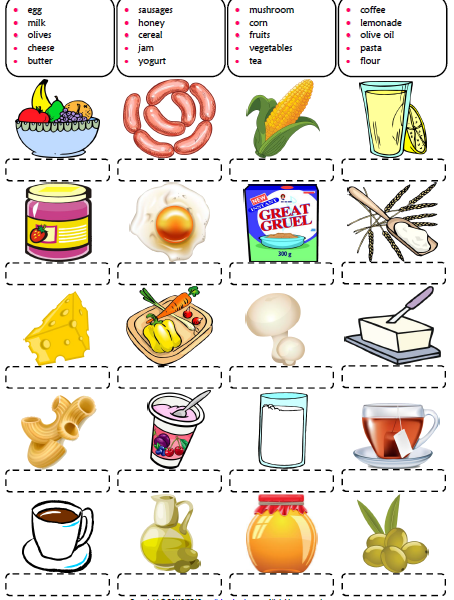 egg
milk
olives
cheese
butter
sausages
honey
cereal
jam
yogurt
mushroom
corn
fruits
vegetables
tea
coffee
lemonade
olive oil
pasta
flour
NEW
INSTANT
GREAT
GRUEL
300 g